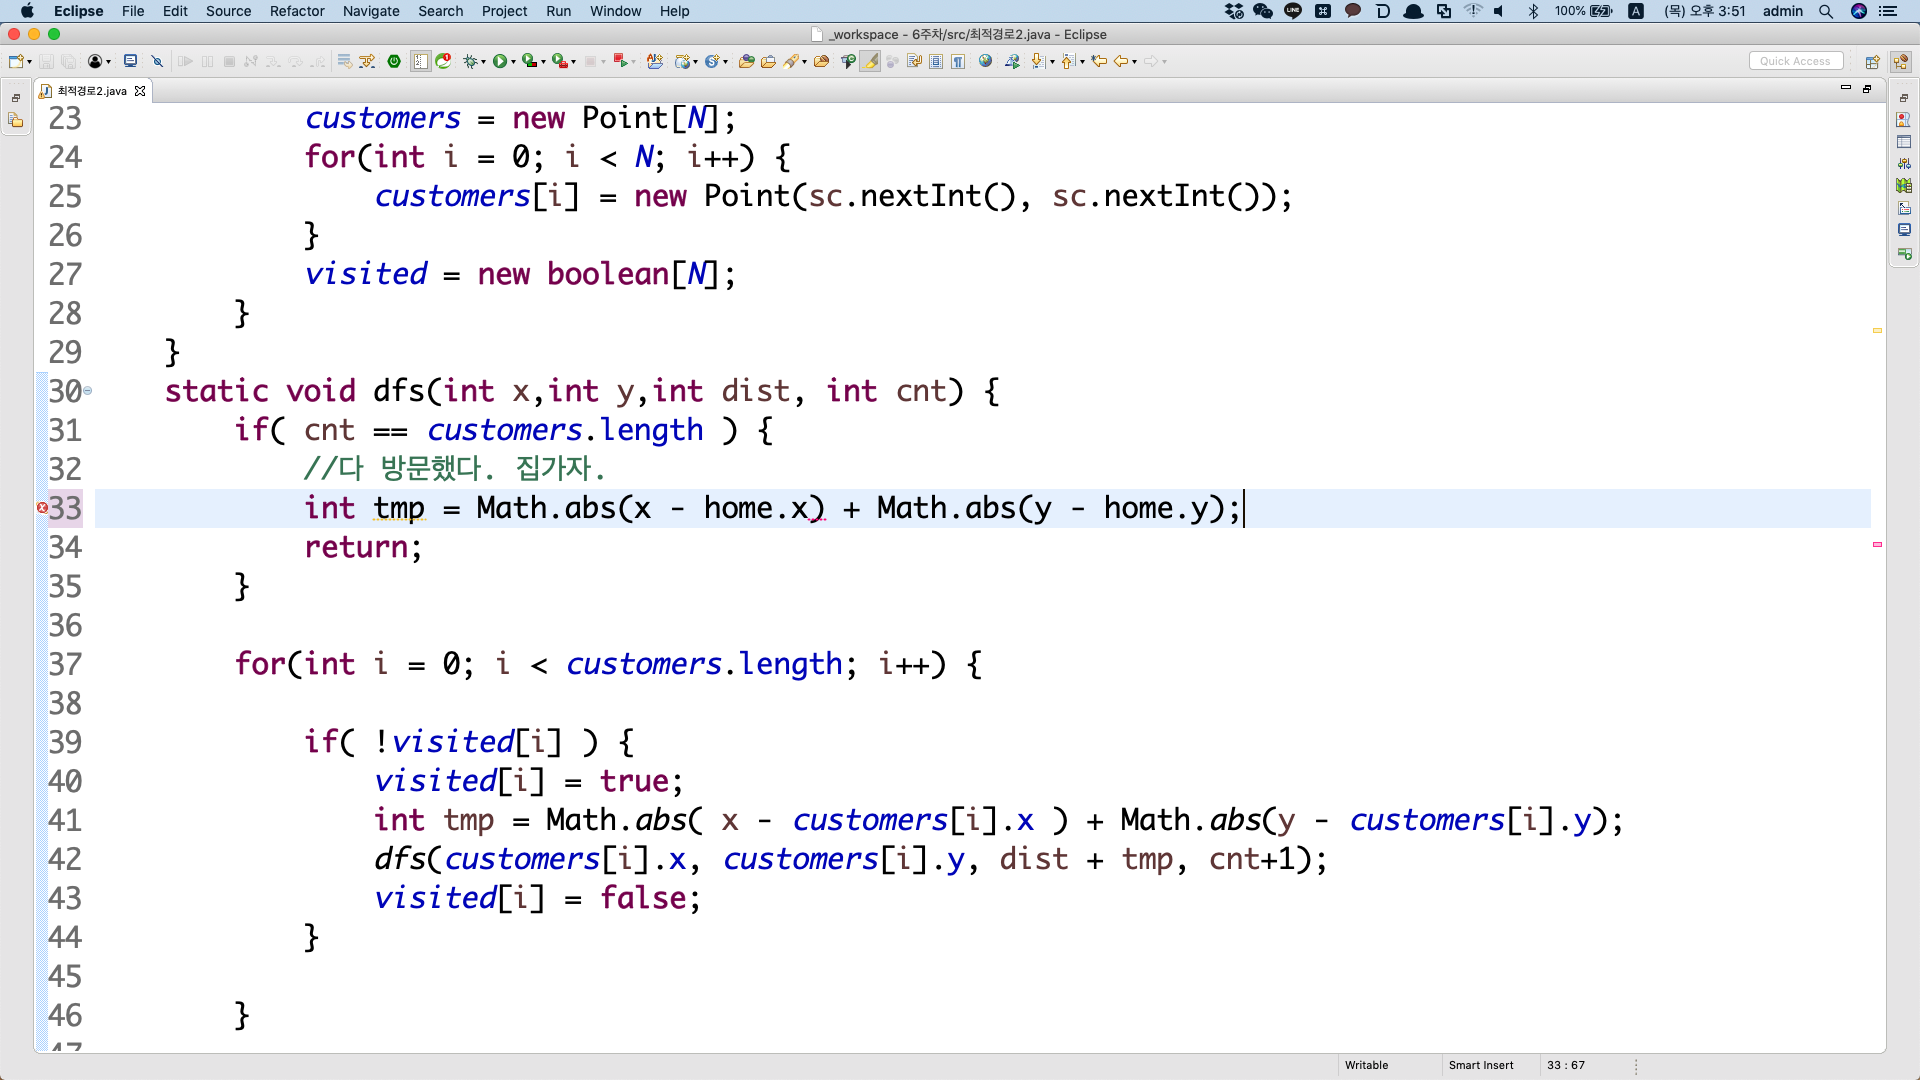 Eclipse File Edit Source Refactor Navigate Search Project Run Window Help 100% A (목) 오후 3:51 admin
_workspace - 6주차/src/최적경로2.java - Eclipse
Quick Access
최적경로2.java
23 customers = new Point[N];
24 for(int i = 0; i < N; i++) {
25 customers[i] = new Point(sc.nextInt(), sc.nextInt());
26 }
27 visited = new boolean[N];
28 }
29 }
30 static void dfs(int x,int y,int dist, int cnt) {
31 if( cnt == customers.length ) {
32 //다 방문했다. 집가자.
33 int tmp = Math.abs(x - home.x) + Math.abs(y - home.y);
34 return;
35 }
36
37 for(int i = 0; i < customers.length; i++) {
38
39 if( !visited[i] ) {
40 visited[i] = true;
41 int tmp = Math.abs( x - customers[i].x ) + Math.abs(y - customers[i].y);
42 dfs(customers[i].x, customers[i].y, dist + tmp, cnt+1);
43 visited[i] = false;
44 }
45
46 }
47
Writable Smart Insert 33 : 67